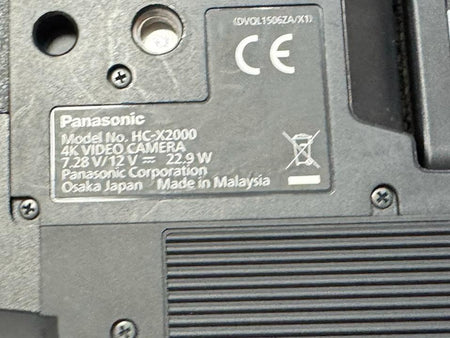 (DVQL1506ZA/X1)
CE
Panasonic
Model No. HC-X2000
4K VIDEO CAMERA
7.28 V/12 V ⎓ 22.9 W
Panasonic Corporation
Osaka Japan Made in Malaysia